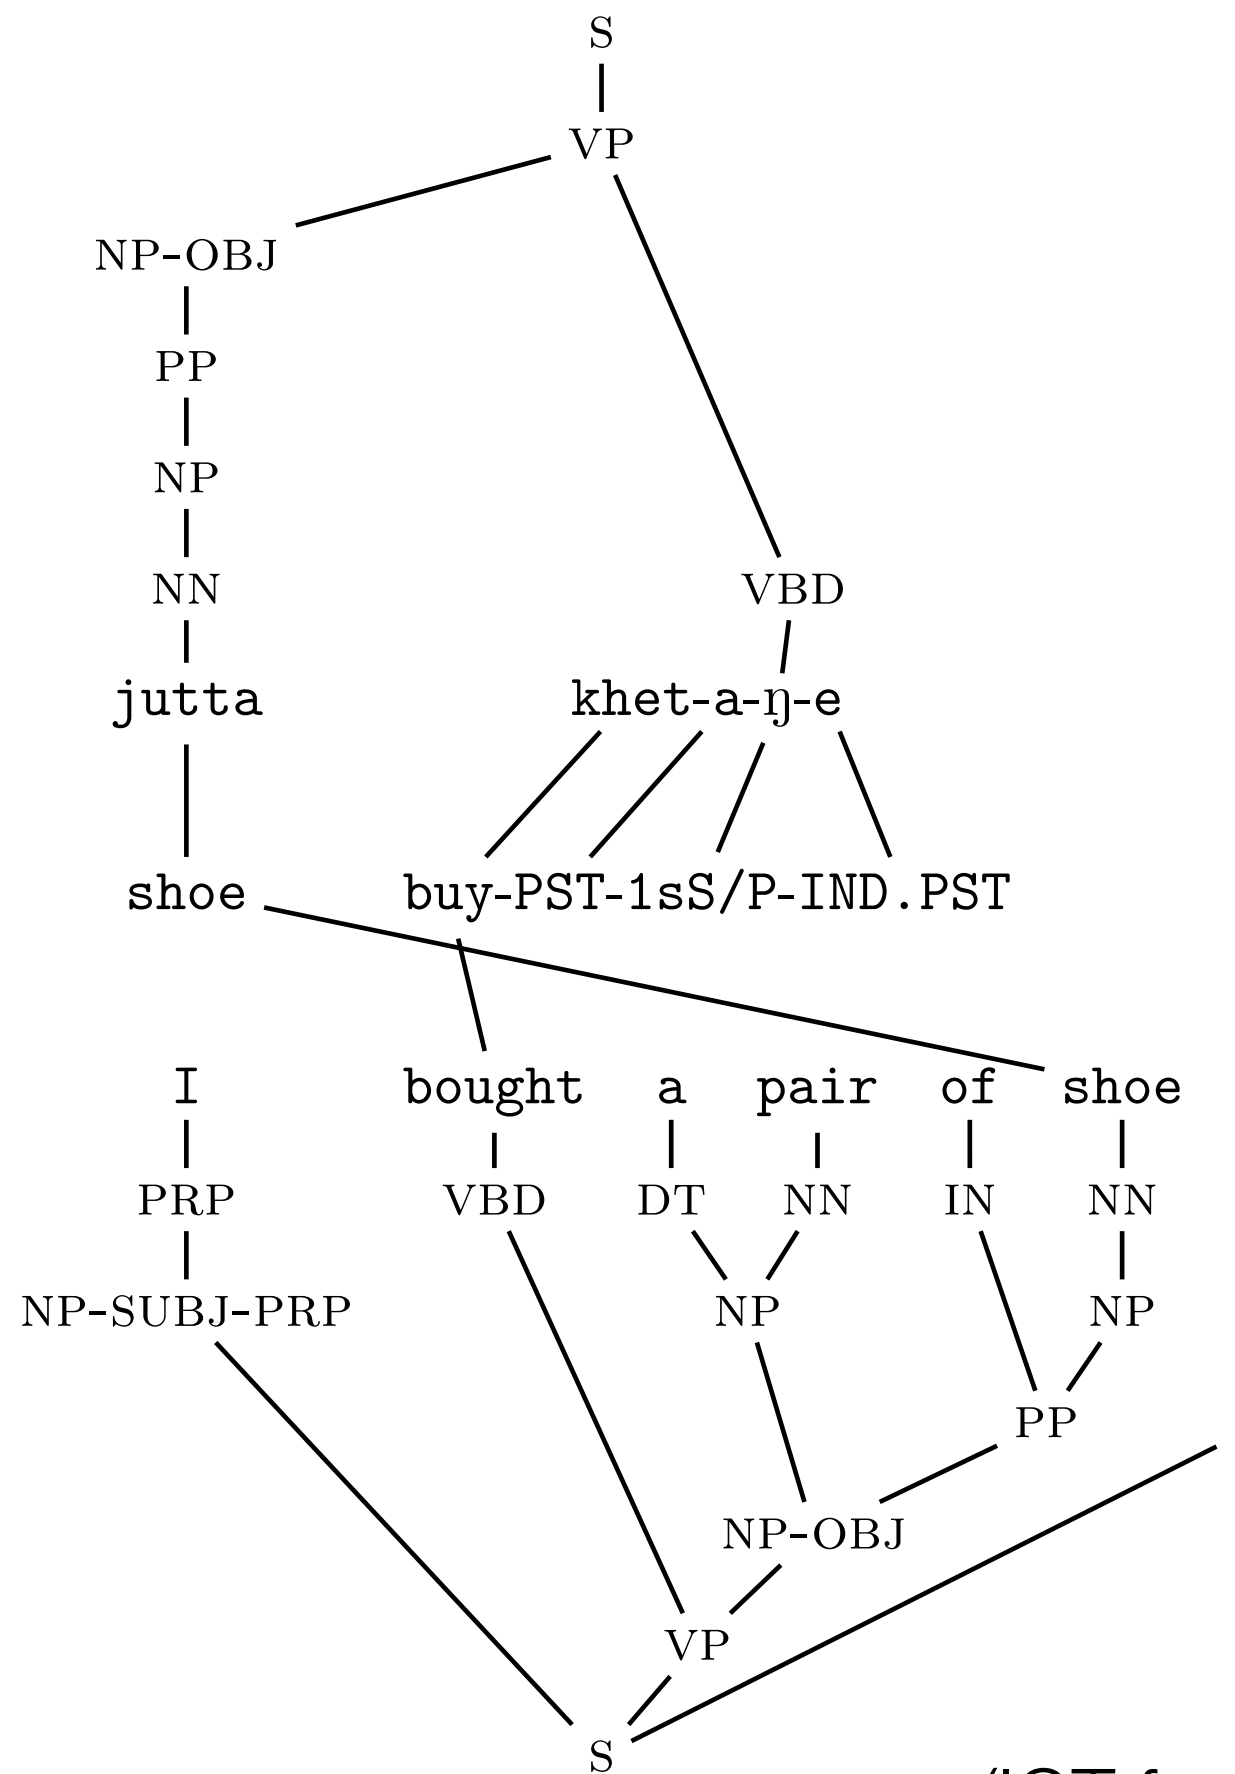 S
VP
NP-OBJ
PP
NP
NN
VBD
jutta khet-a-ŋ-e
shoe buy-PST-1sS/P-IND.PST
I bought a pair of shoe
PRP VBD DT NN IN NN
NP-SUBJ-PRP NP NP
PP
NP-OBJ
VP
S